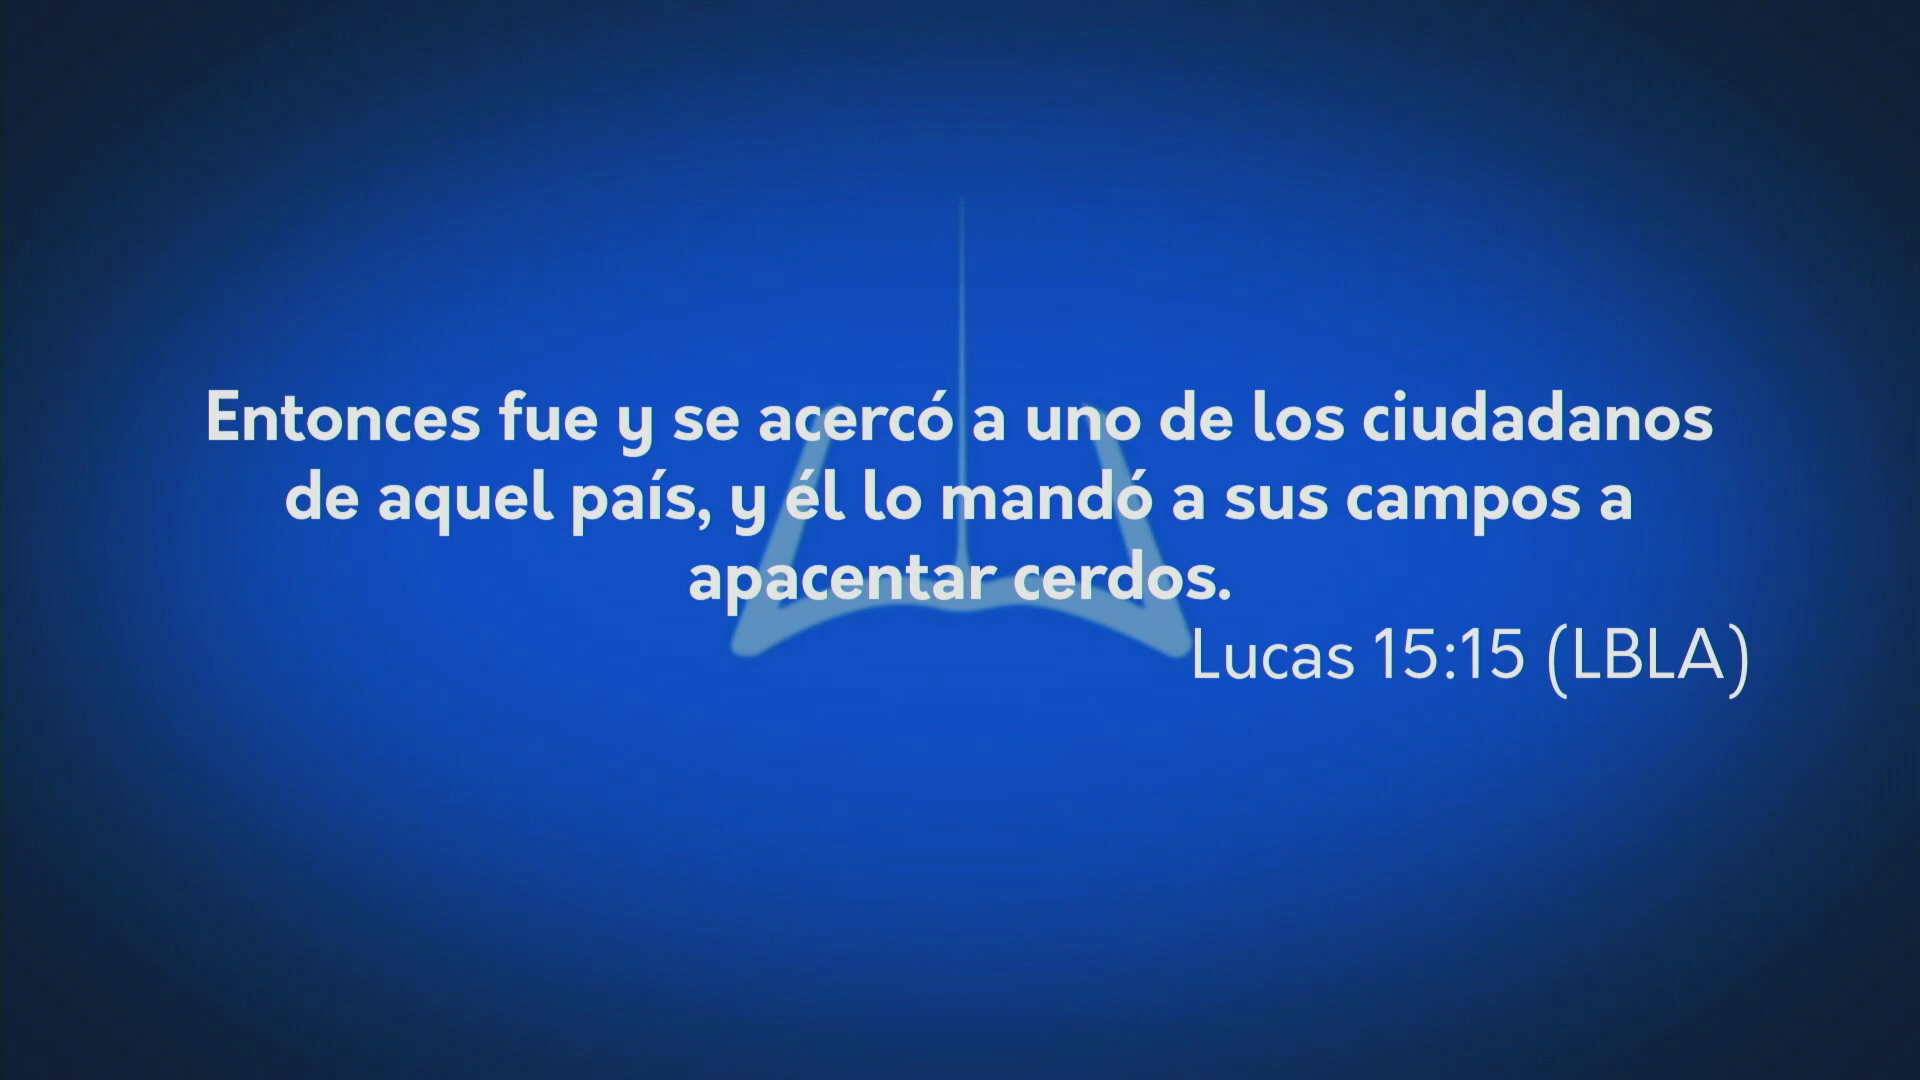 Entonces fue y se acercó a uno de los ciudadanos
de aquel país, y él lo mandó a sus campos a
apacentar cerdos.
Lucas 15:15 (LBLA)